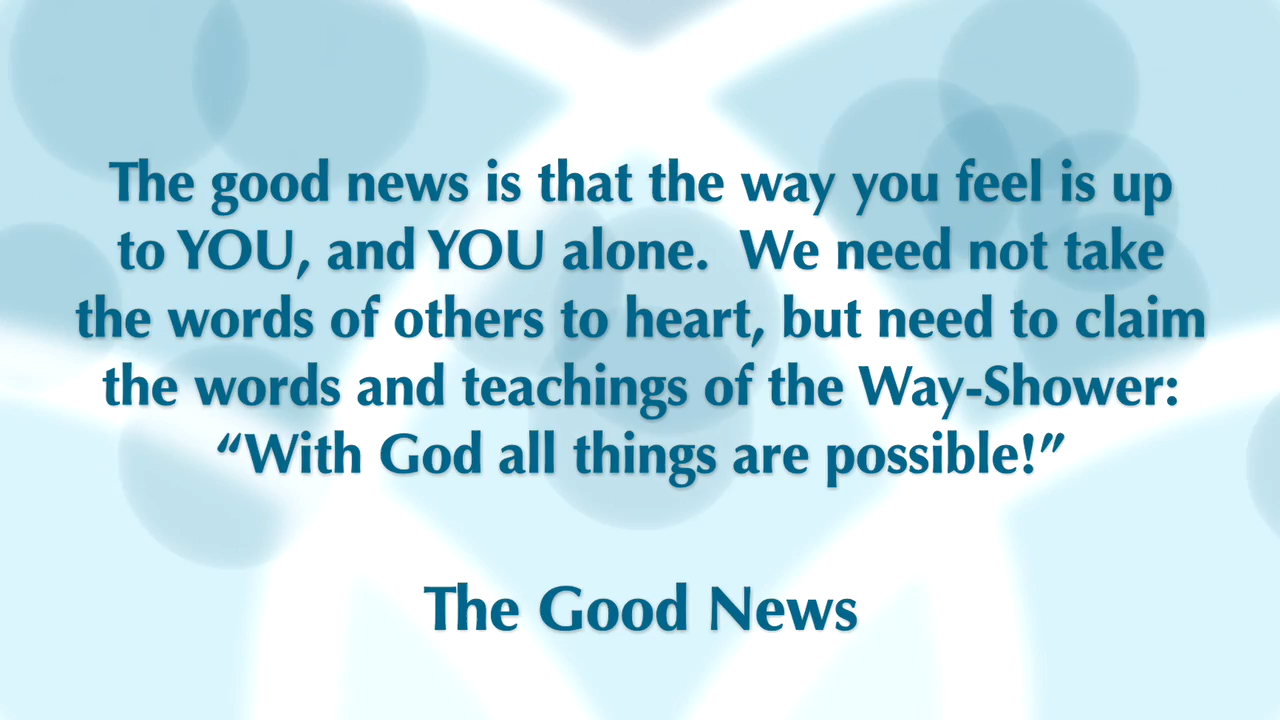 The good news is that the way you feel is up
to YOU, and YOU alone.  We need not take
the words of others to heart, but need to claim
the words and teachings of the Way-Shower:
“With God all things are possible!”
The Good News